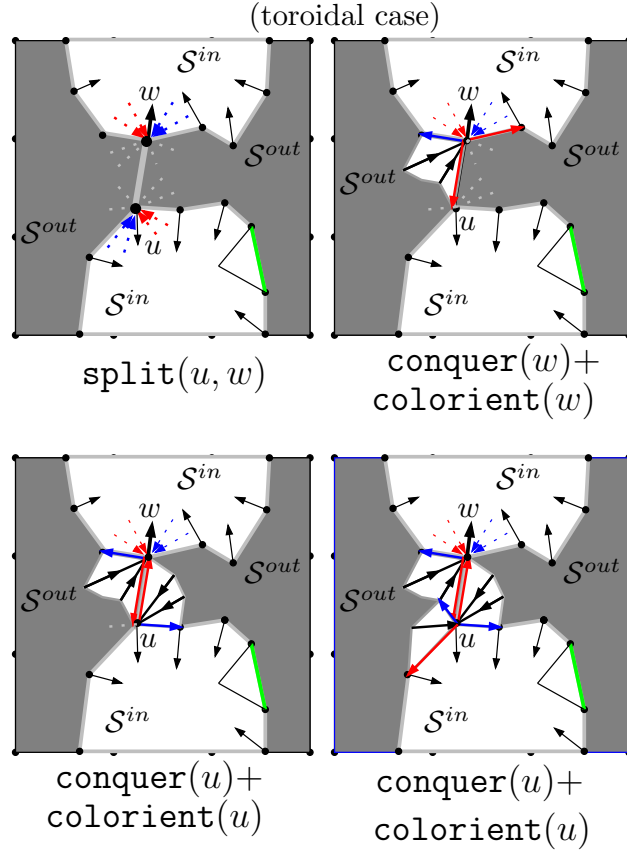 (toroidal case)
𝒮^{in}
w
𝒮^{out}
𝒮^{out}
u
𝒮^{in}
split(u, w)
𝒮^{in}
w
𝒮^{out}
𝒮^{out}
u
𝒮^{in}
conquer(w)+
colorient(w)
𝒮^{in}
w
𝒮^{out}
𝒮^{out}
u
𝒮^{in}
conquer(u)+
colorient(u)
𝒮^{in}
w
𝒮^{out}
𝒮^{out}
u
𝒮^{in}
conquer(u)+
colorient(u)